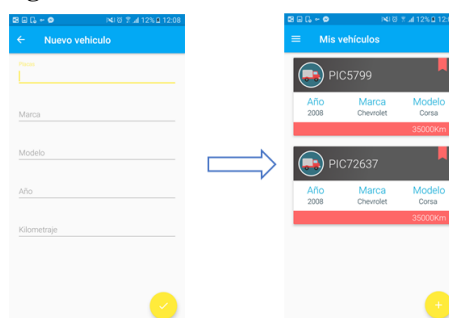 12% 12:08
Nuevo vehiculo
Placa
Marca
Modelo
Año
Kilometraje
12% 12:08
Mis vehículos
PIC5799
Año Marca Modelo
2008 Chevrolet Corsa
35000Km
PIC72637
Año Marca Modelo
2008 Chevrolet Corsa
35000Km